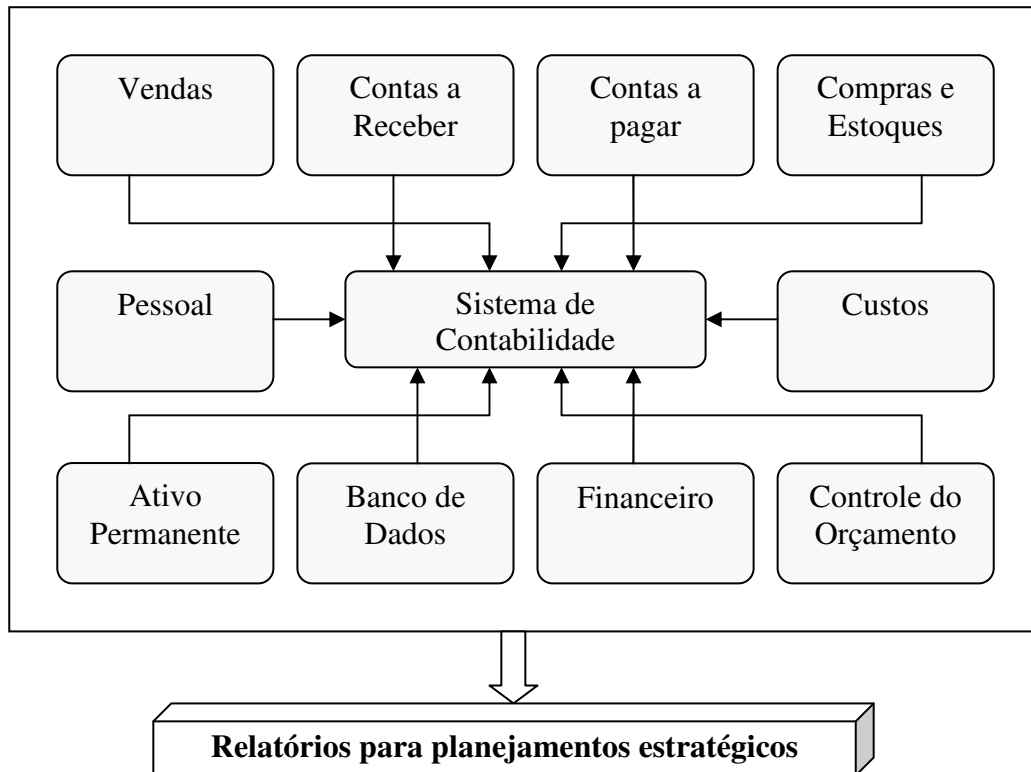 Vendas
Contas a
Receber
Contas a
pagar
Compras e
Estoques
Pessoal
Sistema de
Contabilidade
Custos
Ativo
Permanente
Banco de
Dados
Financeiro
Controle do
Orçamento
Relatórios para planejamentos estratégicos